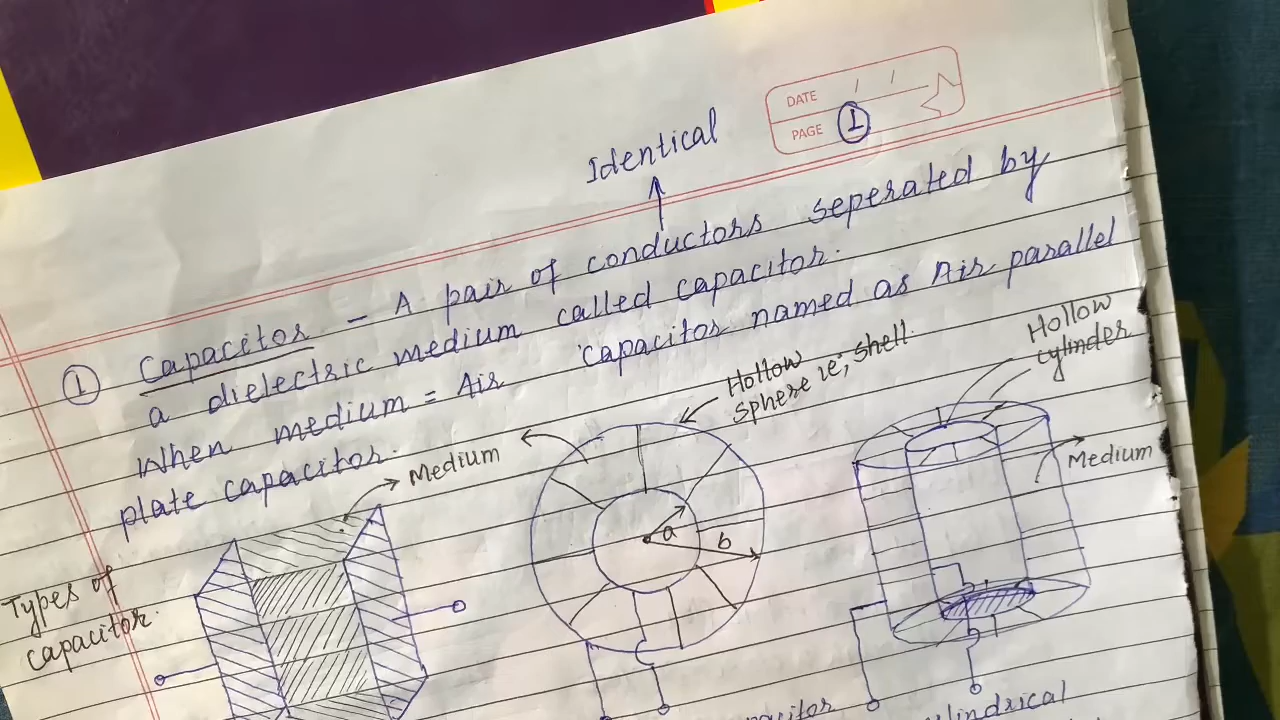 DATE / /
PAGE 1
Identical
① Capacitor - A pair of conductors seperated by
a dielectric medium called capacitor.
When medium = Air capacitor named as Air parallel
plate capacitor.
Medium
Hollow
sphere ie; shell
Hollow
cylinder
Medium
a
b
Types of
capacitor.